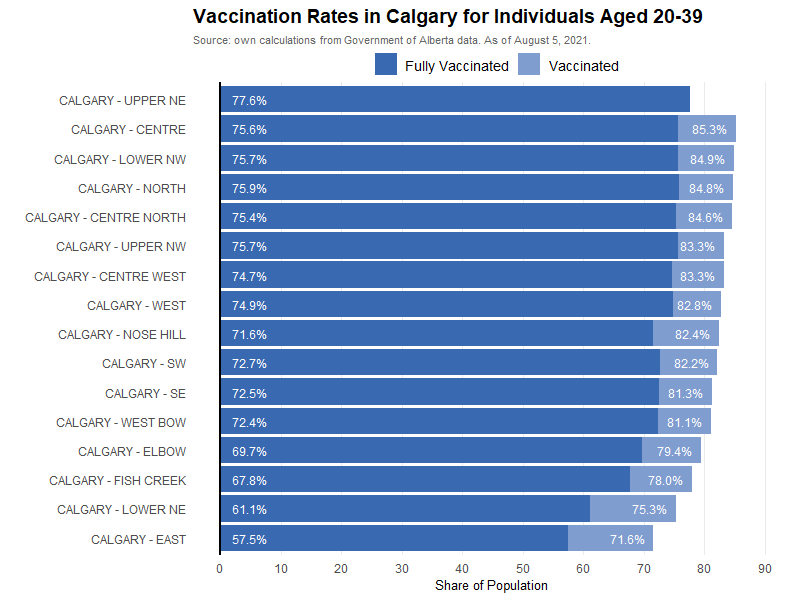 Vaccination Rates in Calgary for Individuals Aged 20-39
Source: own calculations from Government of Alberta data. As of August 5, 2021.
Fully Vaccinated Vaccinated
CALGARY - UPPER NE 77.6%
CALGARY - CENTRE 75.6% 85.3%
CALGARY - LOWER NW 75.7% 84.9%
CALGARY - NORTH 75.9% 84.8%
CALGARY - CENTRE NORTH 75.4% 84.6%
CALGARY - UPPER NW 75.7% 83.3%
CALGARY - CENTRE WEST 74.7% 83.3%
CALGARY - WEST 74.9% 82.8%
CALGARY - NOSE HILL 71.6% 82.4%
CALGARY - SW 72.7% 82.2%
CALGARY - SE 72.5% 81.3%
CALGARY - WEST BOW 72.4% 81.1%
CALGARY - ELBOW 69.7% 79.4%
CALGARY - FISH CREEK 67.8% 78.0%
CALGARY - LOWER NE 61.1% 75.3%
CALGARY - EAST 57.5% 71.6%
0 10 20 30 40 50 60 70 80 90
Share of Population